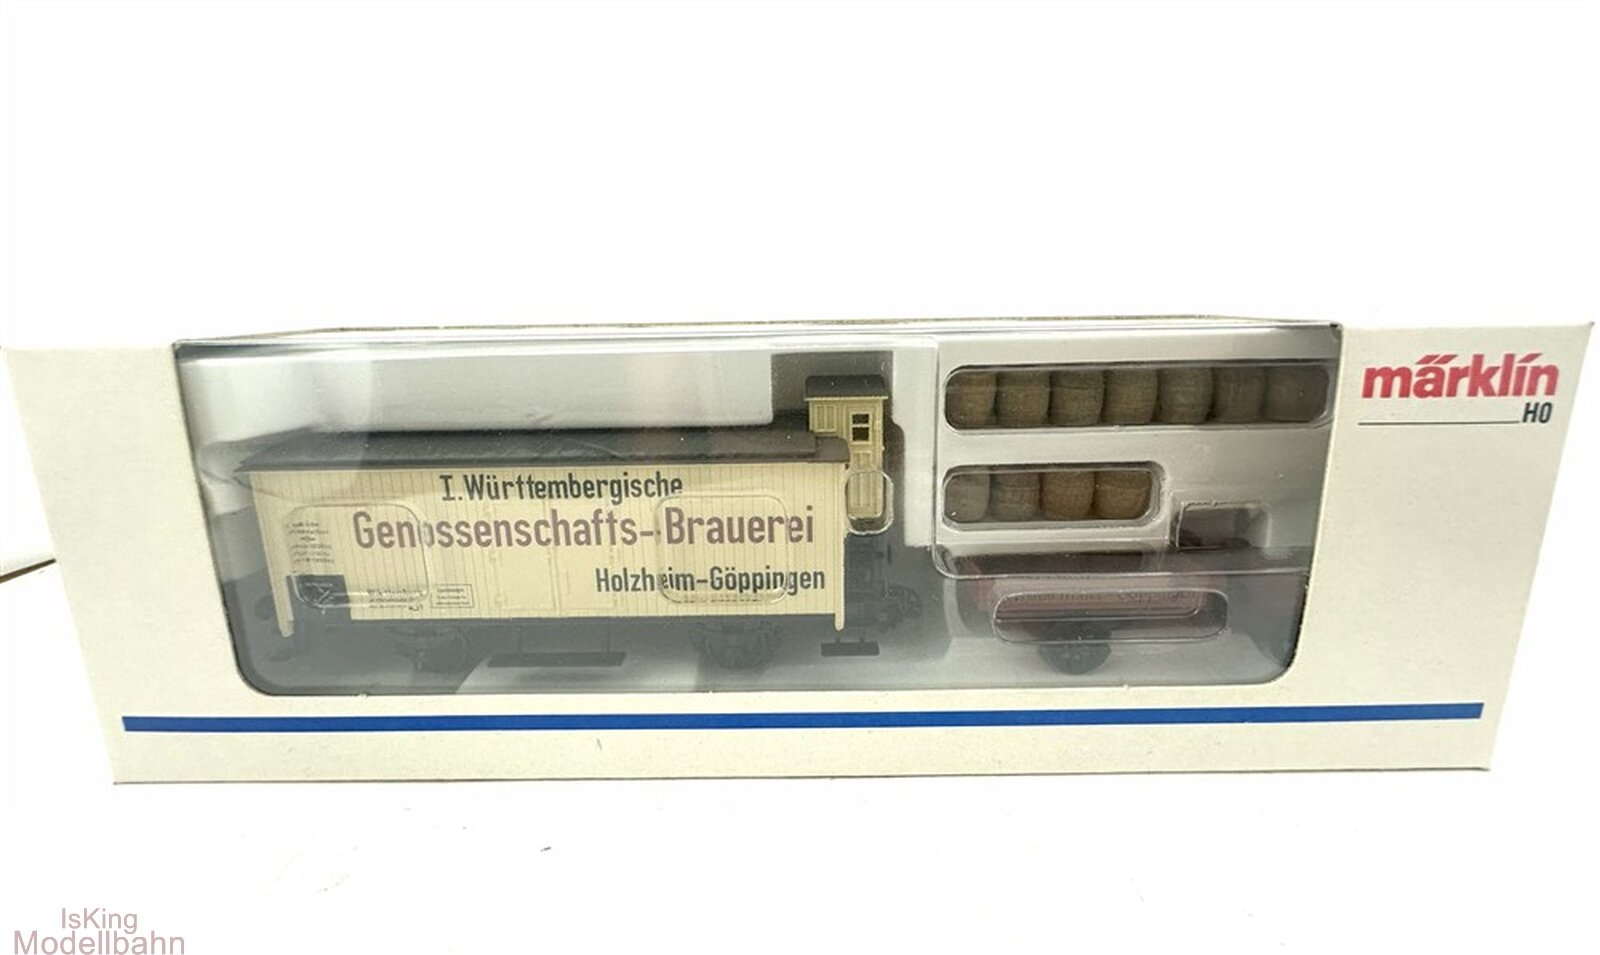 märklin
H0
I.Württembergische
Genossenschafts-Brauerei
Holzheim-Göppingen
IsKing
Modellbahn